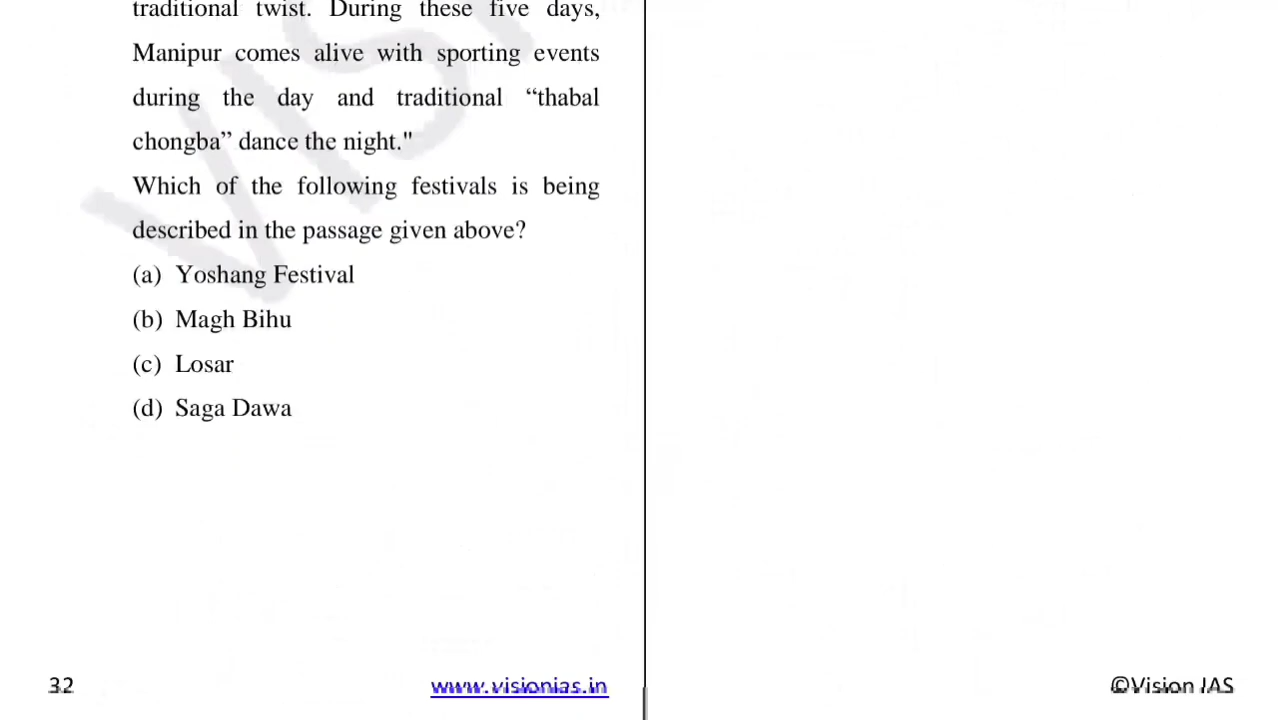 traditional twist. During these five days,
Manipur comes alive with sporting events
during the day and traditional “thabal
chongba” dance the night."
Which of the following festivals is being
described in the passage given above?
(a) Yoshang Festival
(b) Magh Bihu
(c) Losar
(d) Saga Dawa
32
www.visionias.in
©Vision IAS